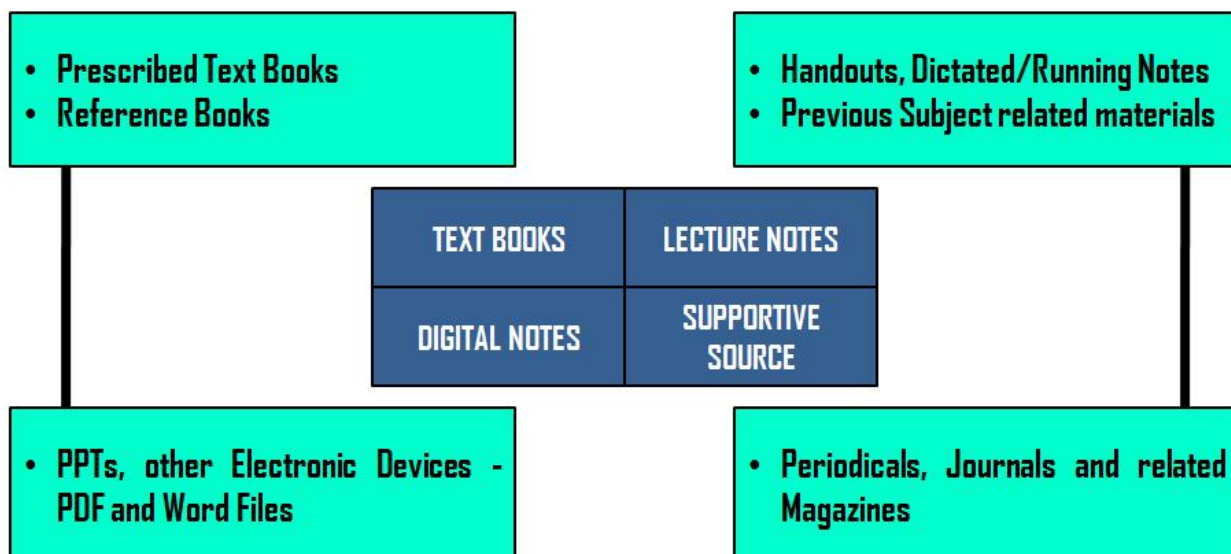 • Prescribed Text Books
• Reference Books
• Handouts, Dictated/Running Notes
• Previous Subject related materials
TEXT BOOKS
LECTURE NOTES
DIGITAL NOTES
SUPPORTIVE
SOURCE
• PPTs, other Electronic Devices -
PDF and Word Files
• Periodicals, Journals and related
Magazines